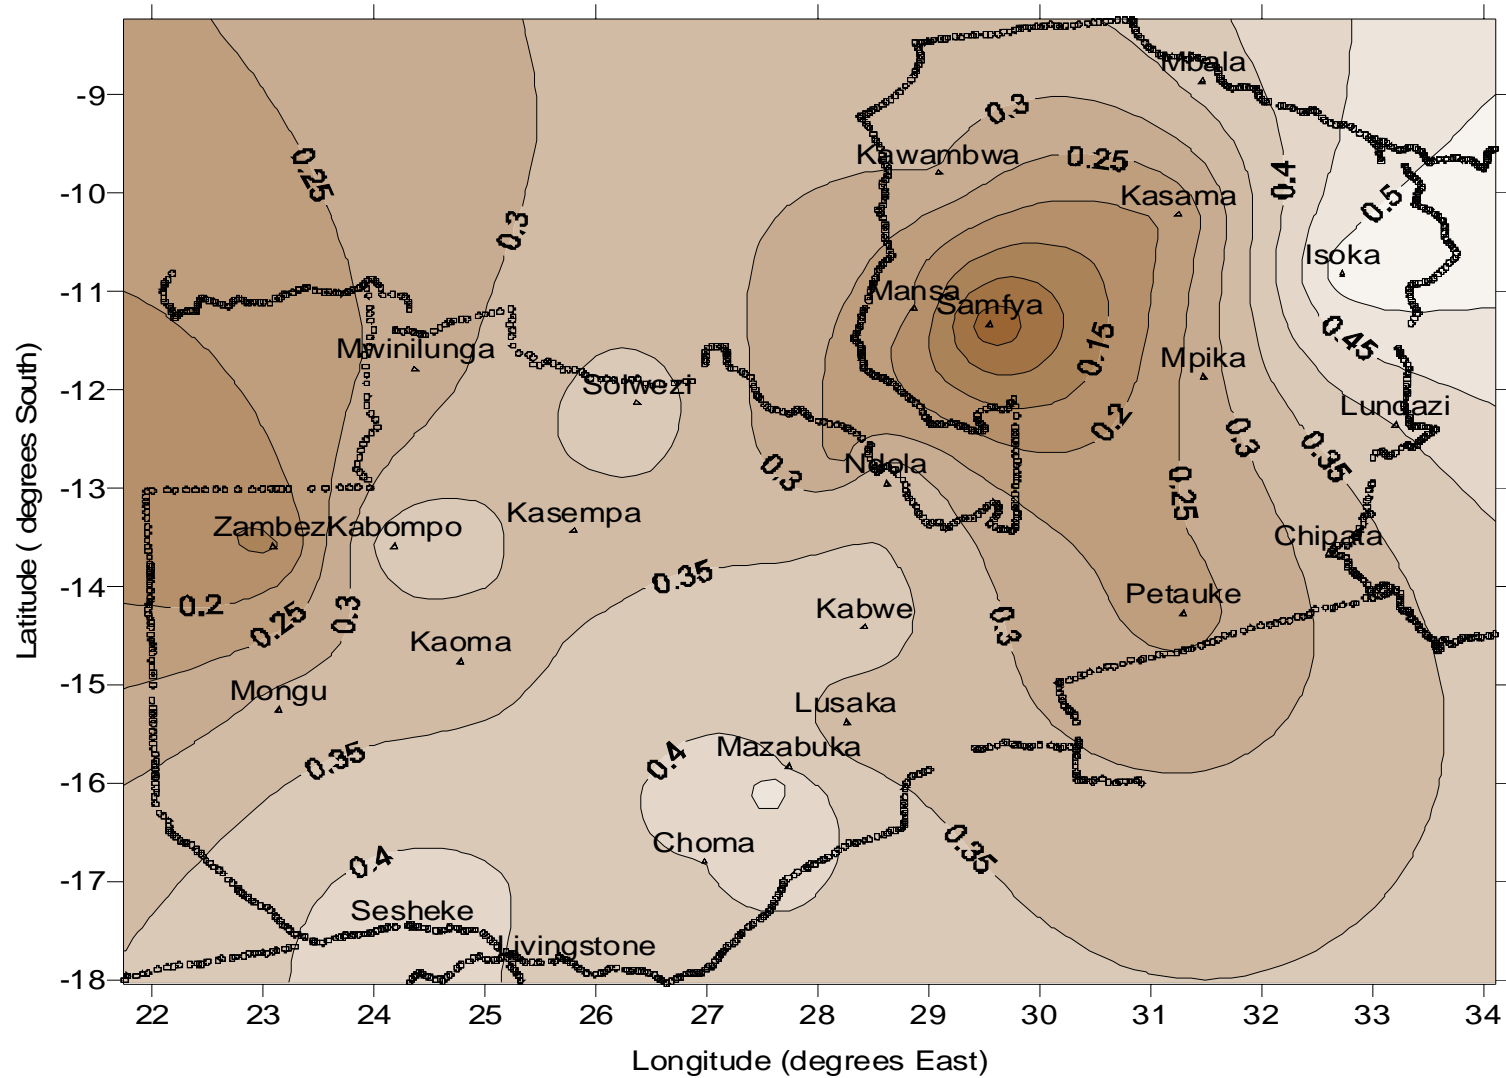 Mbala
-9
0.3
Kawambwa
0.25
0.25
0.4
-10
Kasama
0.5
0.3
Isoka
-11
Mansa
Samfya
0.15
0.45
Mwinilunga
Mpika
-12
Solwezi
Lundazi
0.2
0.3
0.35
Ndola
0.3
-13
0.25
Zambezi
Kabompo
Kasempa
Chipata
-14
0.35
0.2
Petauke
0.25
0.3
Kabwe
0.3
Kaoma
-15
Mongu
Lusaka
0.35
0.4
Mazabuka
-16
Choma
0.35
0.4
-17
Sesheke
Livingstone
-18
22 23 24 25 26 27 28 29 30 31 32 33 34
Longitude (degrees East)
Latitude ( degrees South)